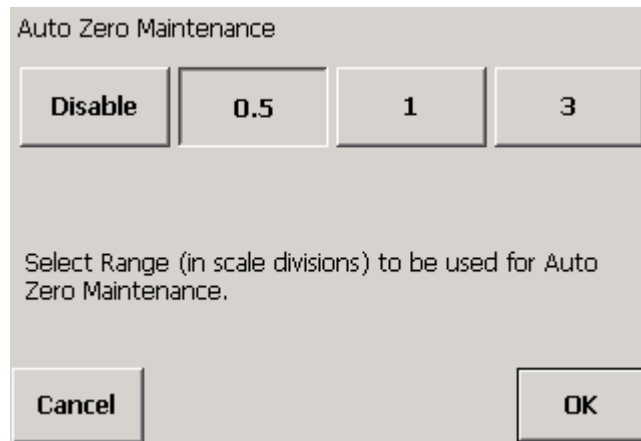 Auto Zero Maintenance
Disable 0.5 1 3
Select Range (in scale divisions) to be used for Auto
Zero Maintenance.
Cancel OK